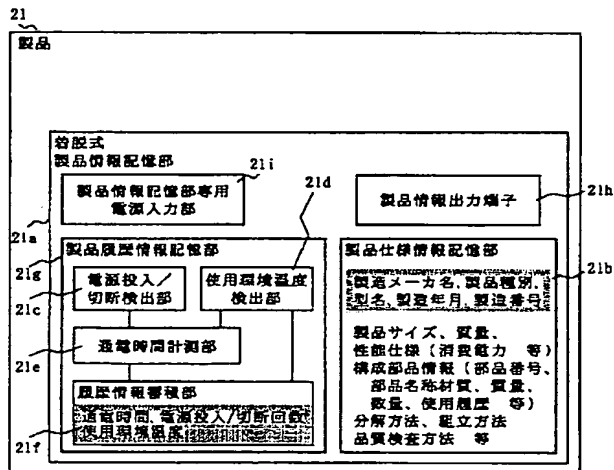 21
製品
着脱式
製品情報記憶部
21i
製品情報記憶部専用
電源入力部
21d
製品情報出力端子
21h
21a
製品履歴情報記憶部
21g
電源投入／
切断検出部
21c
使用環境温度
検出部
通電時間計測部
21e
履歴情報蓄積部
通電時間、電源投入/切断回数
使用環境温度
21f
製品仕様情報記憶部
21b
製造メーカ名、製品種別、
型名、製造年月、製造番号
製品サイズ、質量、
性能仕様（消費電力 等）
構成部品情報（部品番号、
部品名称材質、質量、
数量、使用履歴 等）
分解方法、組立方法
品質検査方法 等